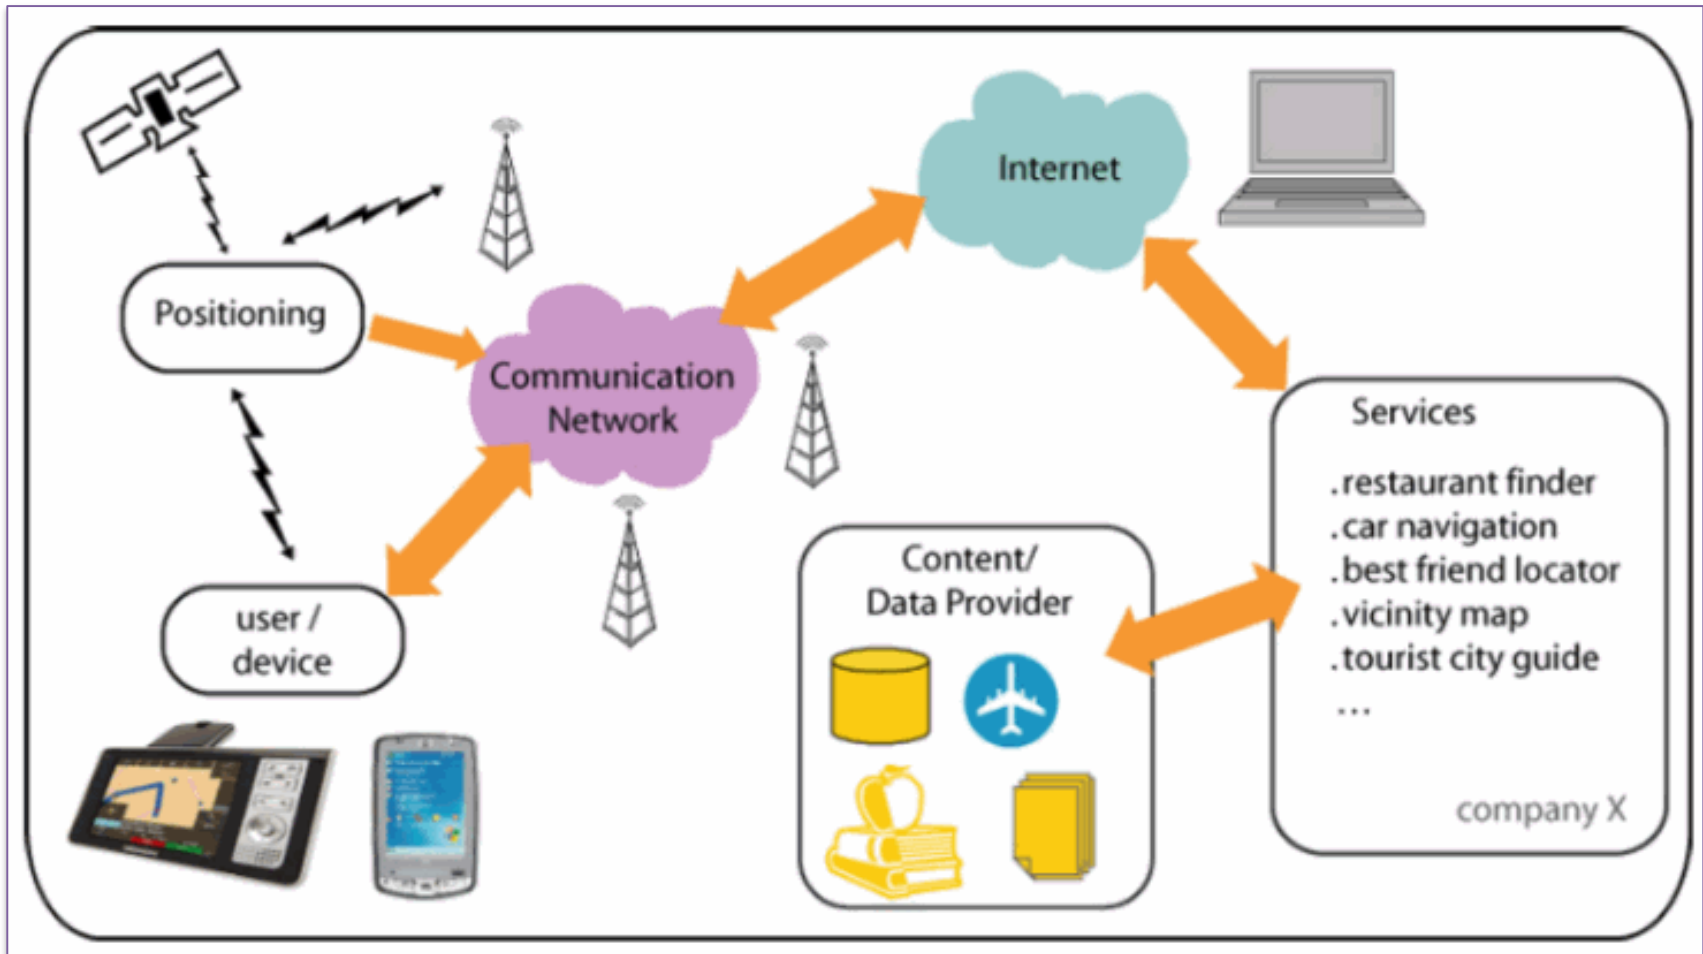 Positioning
Communication
Network
Internet
user /
device
Content/
Data Provider
Services
.restaurant finder
.car navigation
.best friend locator
.vicinity map
.tourist city guide
...
company X